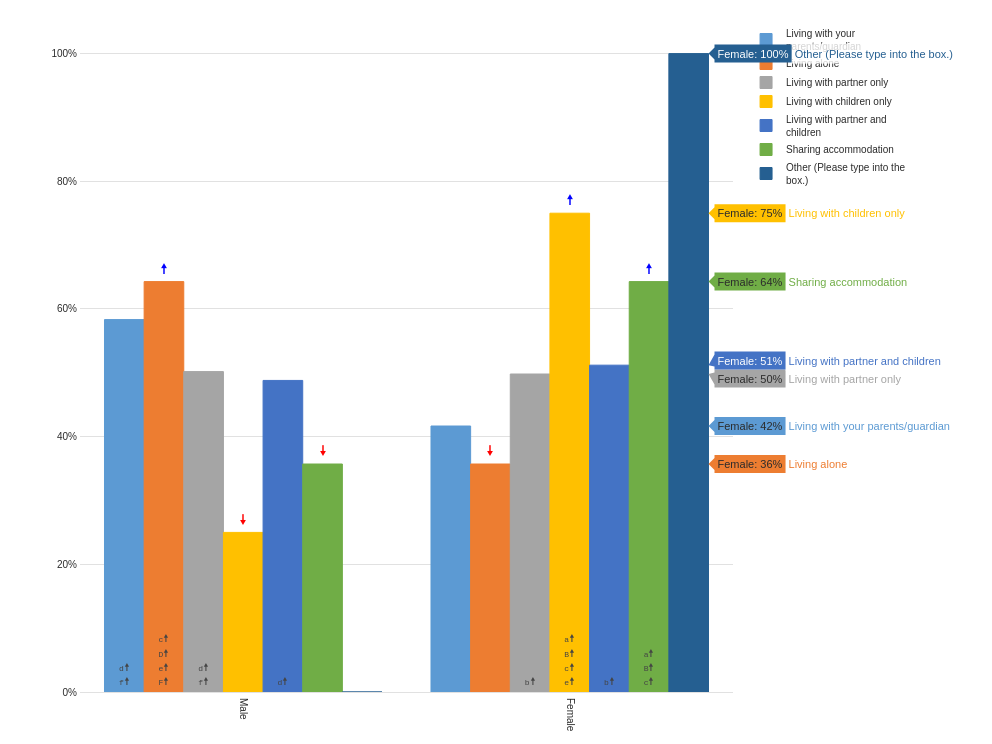 Living with your
parents/guardian
100%
Female: 100% Other (Please type into the box.)
Living alone
Living with partner only
Living with children only
Living with partner and
children
Sharing accommodation
Other (Please type into the
box.)
80%
Female: 75% Living with children only
Female: 64% Sharing accommodation
60%
Female: 51% Living with partner and children
Female: 50% Living with partner only
Female: 42% Living with your parents/guardian
40%
Female: 36% Living alone
20%
c a
D B a
d e d c B
f F f d b e b c
0%
Male
Female